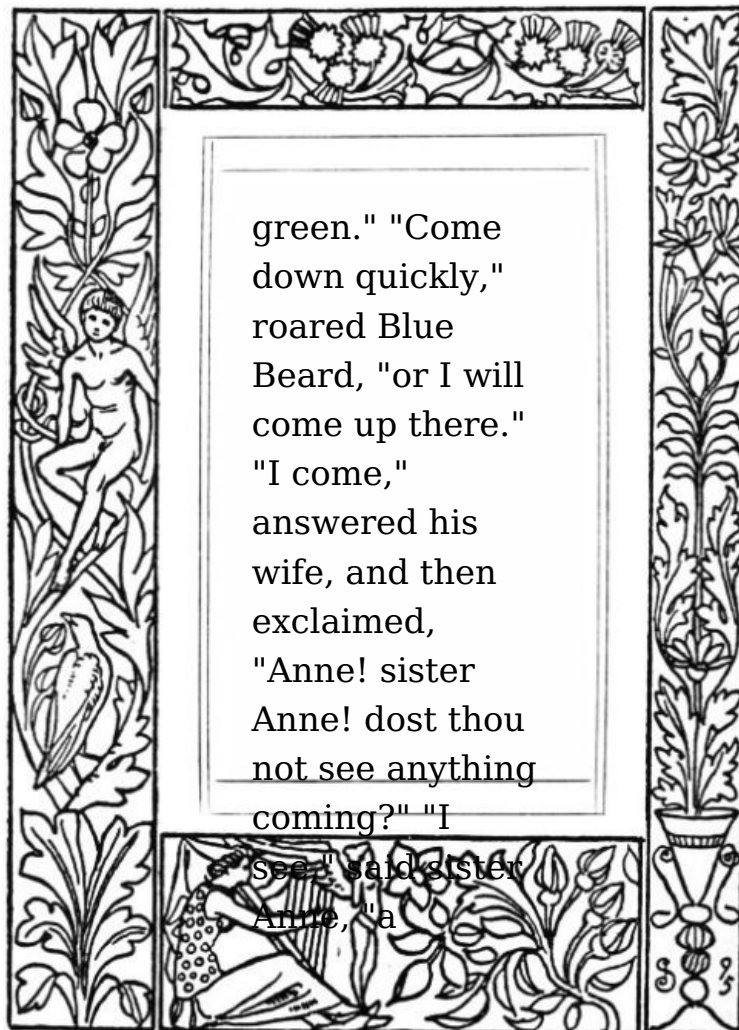 green." "Come
down quickly,"
roared Blue
Beard, "or I will
come up there."
"I come,"
answered his
wife, and then
exclaimed,
"Anne! sister
Anne! dost thou
not see anything
coming?" "I
see," said sister
Anne, "a
S 95